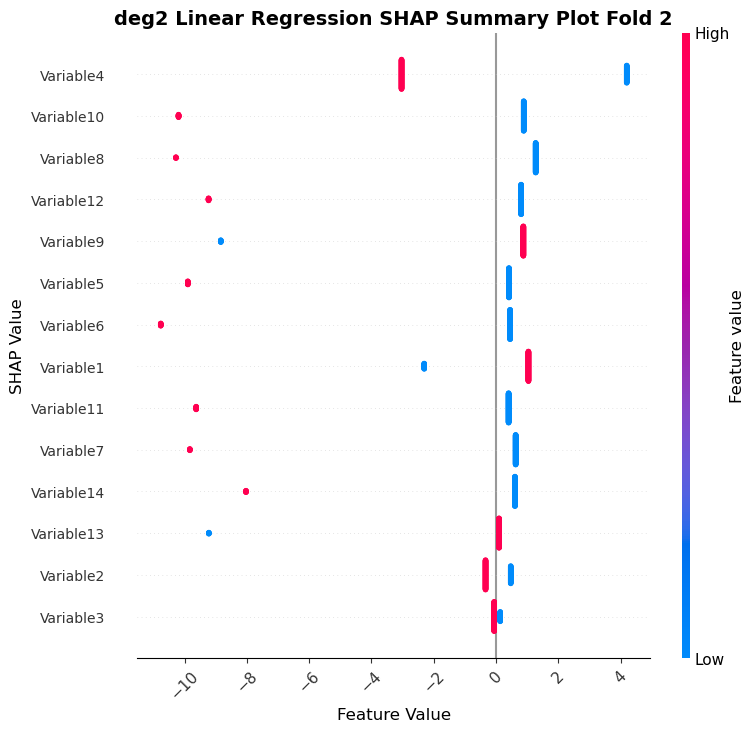 deg2 Linear Regression SHAP Summary Plot Fold 2
High
Variable4
Variable10
Variable8
Variable12
Variable9
Variable5
Variable6
Variable1
Variable11
Variable7
Variable14
Variable13
Variable2
Variable3
SHAP Value
Feature value
Low
−10 −8 −6 −4 −2 0 2 4
Feature Value